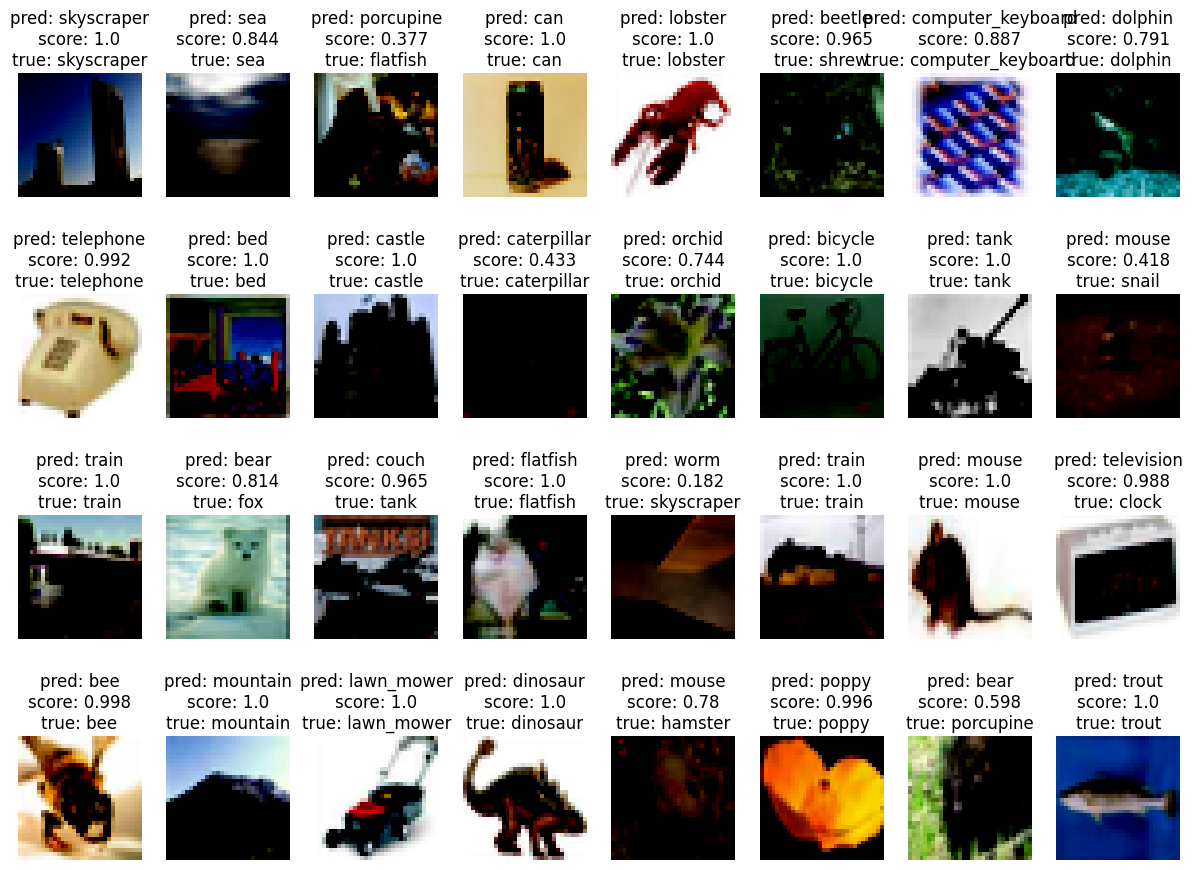 pred: skyscraper
score: 1.0
true: skyscraper
pred: sea
score: 0.844
true: sea
pred: porcupine
score: 0.377
true: flatfish
pred: can
score: 1.0
true: can
pred: lobster
score: 1.0
true: lobster
pred: beetle
score: 0.965
true: shrew
pred: computer_keyboard
score: 0.887
true: computer_keyboard
pred: dolphin
score: 0.791
true: dolphin
pred: telephone
score: 0.992
true: telephone
pred: bed
score: 1.0
true: bed
pred: castle
score: 1.0
true: castle
pred: caterpillar
score: 0.433
true: caterpillar
pred: orchid
score: 0.744
true: orchid
pred: bicycle
score: 1.0
true: bicycle
pred: tank
score: 1.0
true: tank
pred: mouse
score: 0.418
true: snail
pred: train
score: 1.0
true: train
pred: bear
score: 0.814
true: fox
pred: couch
score: 0.965
true: tank
pred: flatfish
score: 1.0
true: flatfish
pred: worm
score: 0.182
true: skyscraper
pred: train
score: 1.0
true: train
pred: mouse
score: 1.0
true: mouse
pred: television
score: 0.988
true: clock
pred: bee
score: 0.998
true: bee
pred: mountain
score: 1.0
true: mountain
pred: lawn_mower
score: 1.0
true: lawn_mower
pred: dinosaur
score: 1.0
true: dinosaur
pred: mouse
score: 0.78
true: hamster
pred: poppy
score: 0.996
true: poppy
pred: bear
score: 0.598
true: porcupine
pred: trout
score: 1.0
true: trout